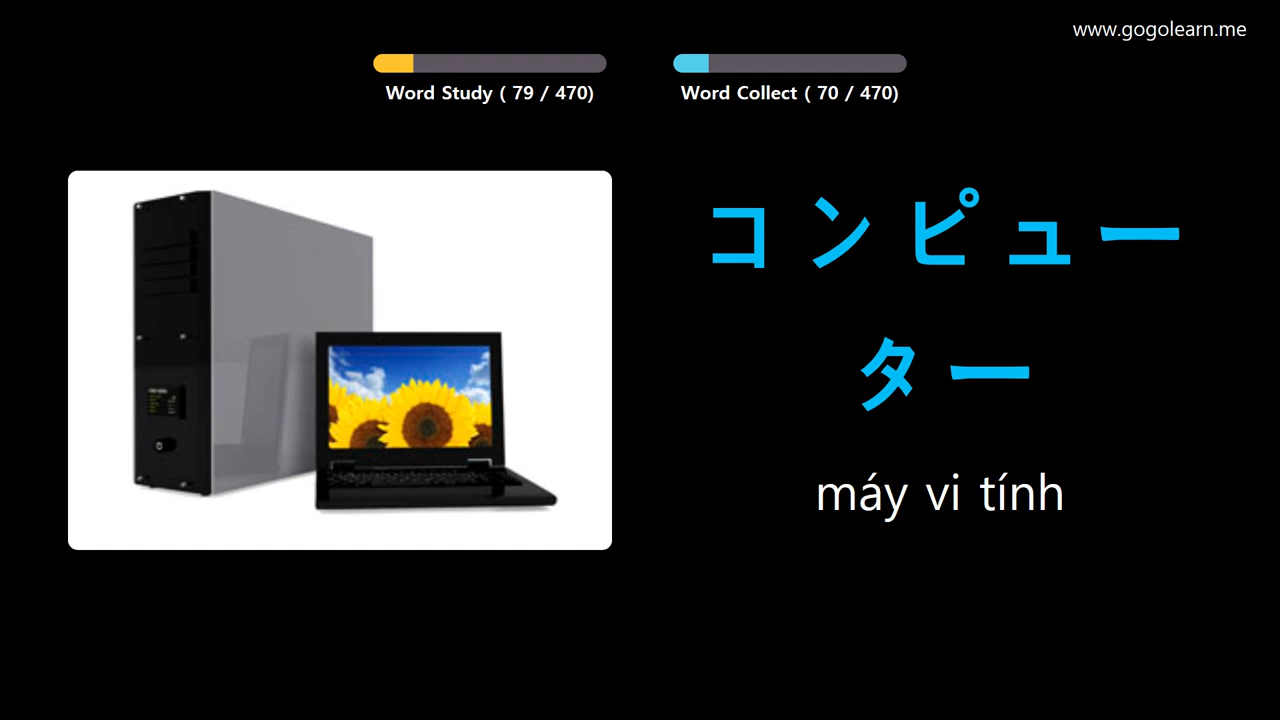 www.gogolearn.me
Word Study ( 79 / 470)
Word Collect ( 70 / 470)
コンピュー
ター
máy vi tính